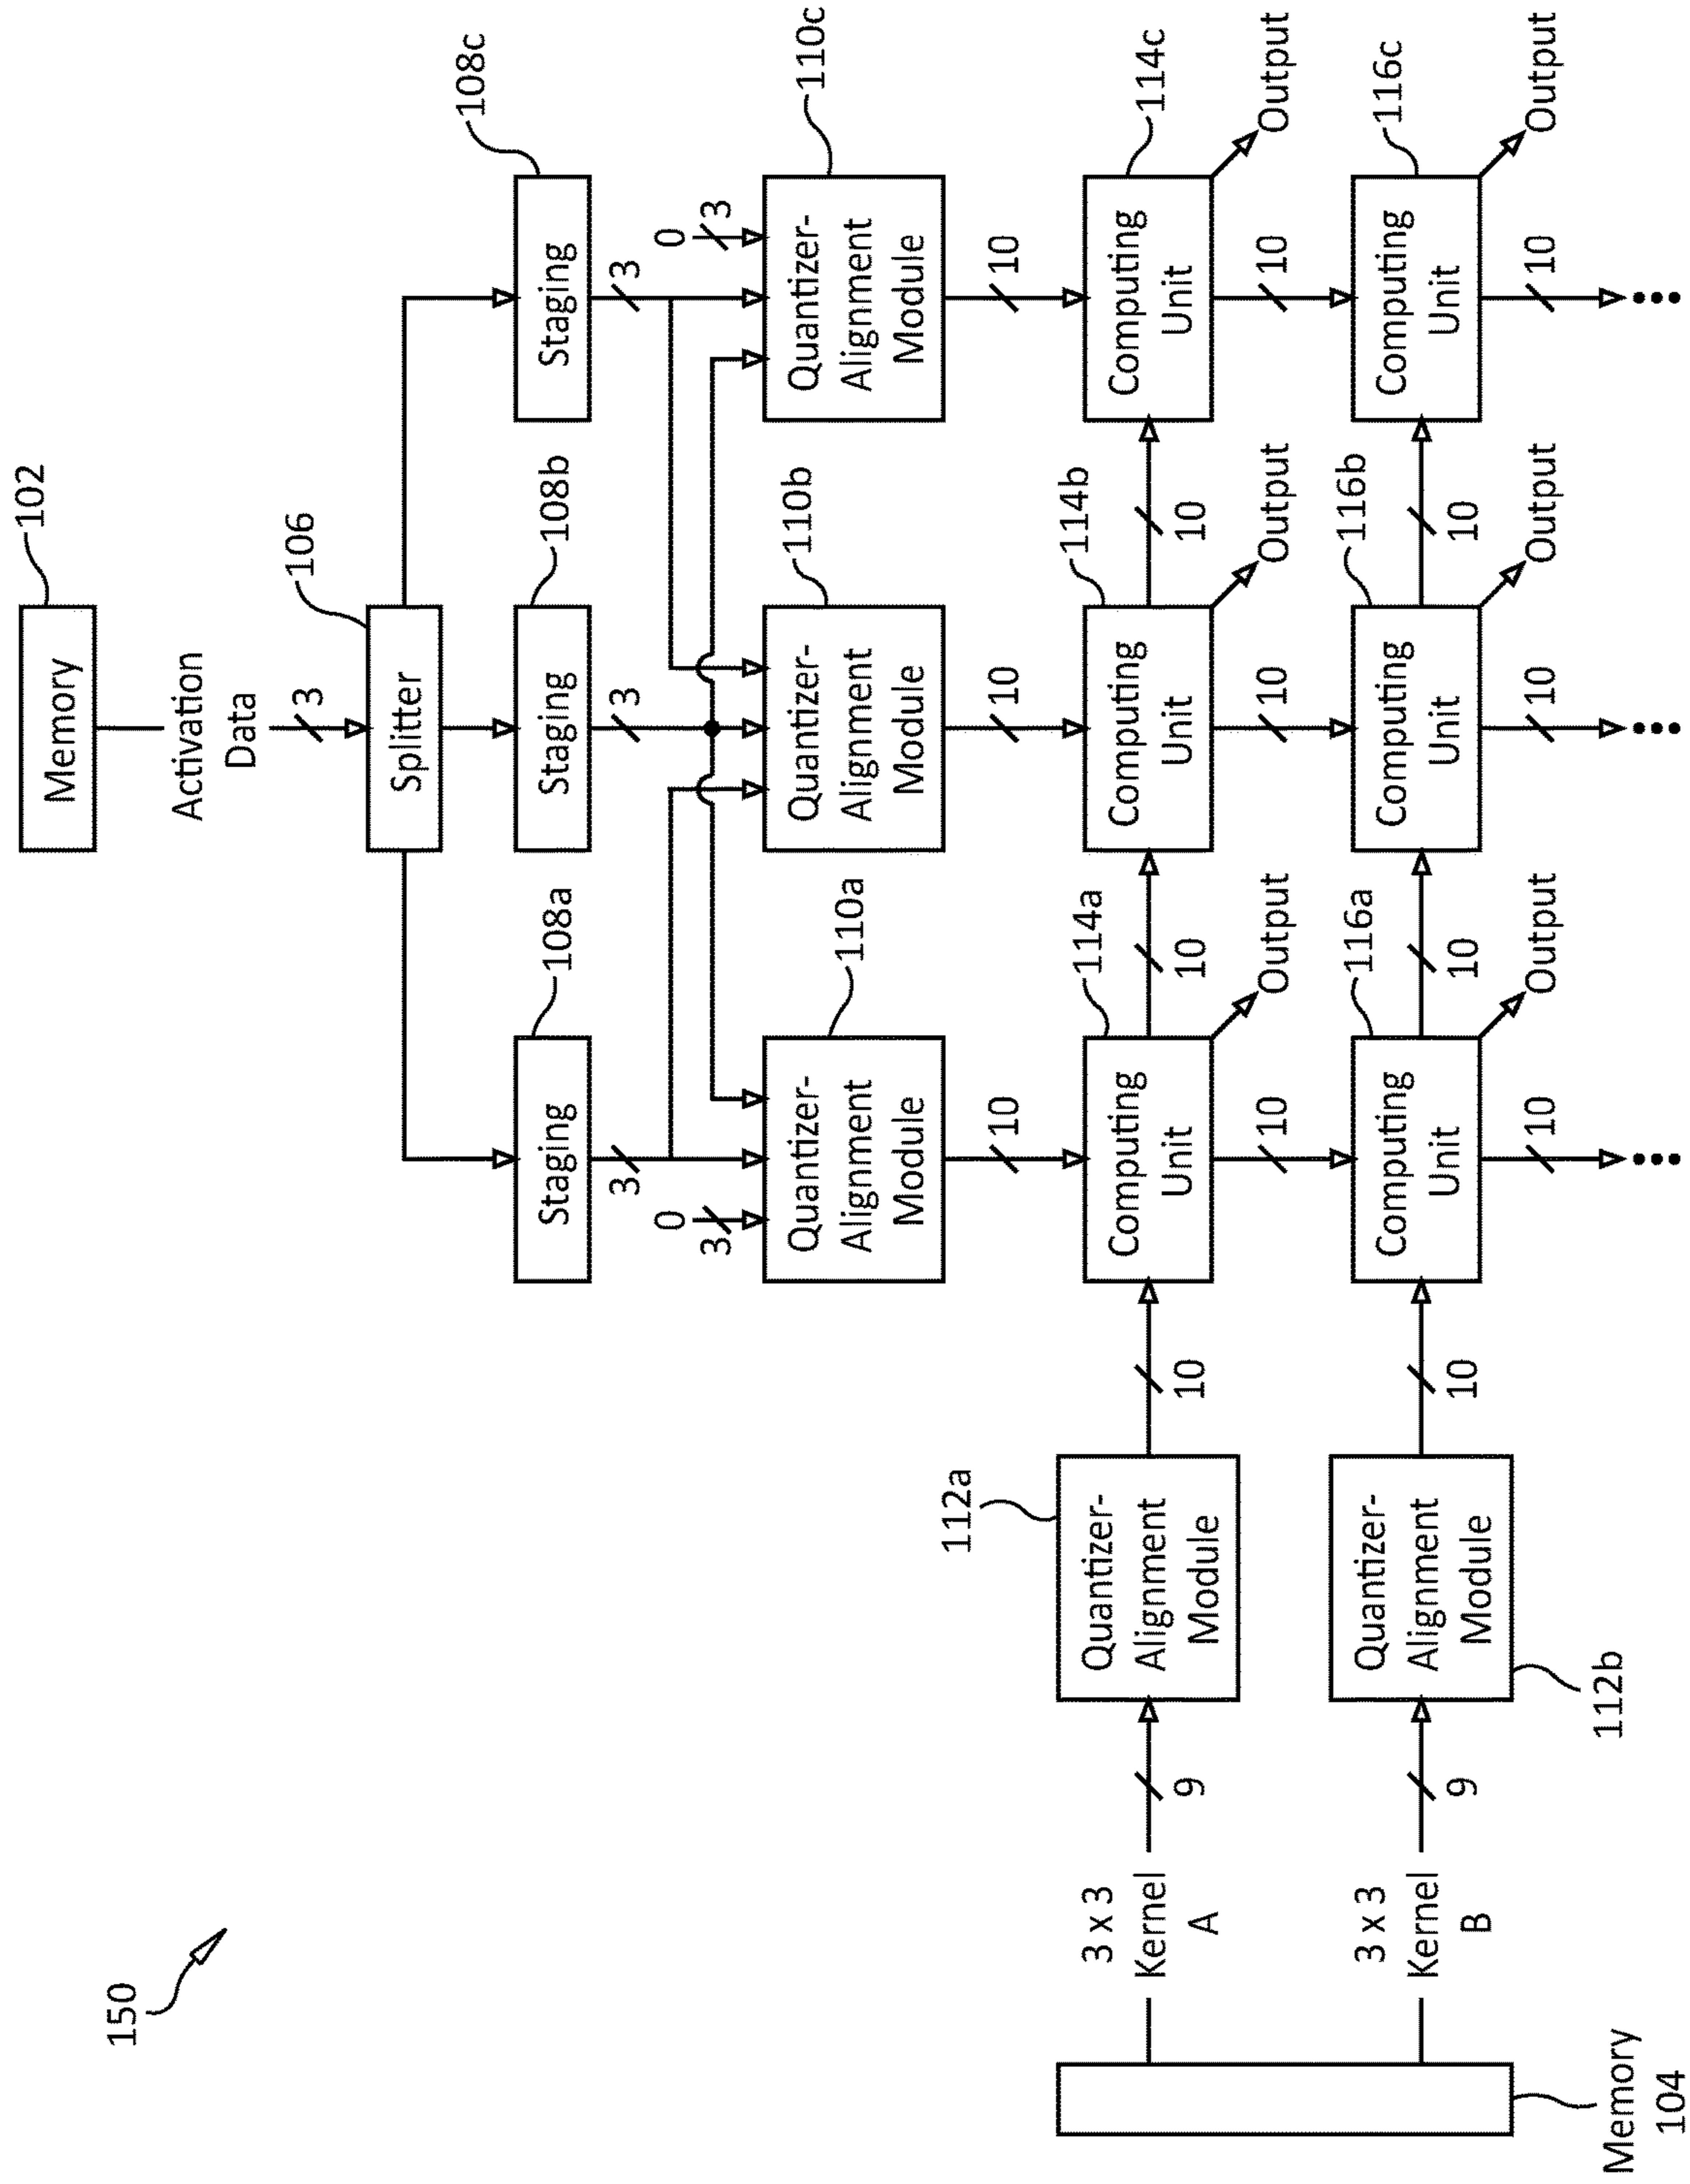 150
Memory
102
Activation
Data
3
106
Splitter
108a
108b
108c
Staging
Staging
Staging
3
3
3
0
3
0
3
110a
110b
110c
Quantizer-
Alignment
Module
Quantizer-
Alignment
Module
Quantizer-
Alignment
Module
10
10
10
112a
114a
114b
114c
3 x 3
Kernel
A
9
Quantizer-
Alignment
Module
10
Computing
Unit
10
Computing
Unit
10
Computing
Unit
Output
Output
Output
10
10
10
116a
116b
116c
3 x 3
Kernel
B
9
Quantizer-
Alignment
Module
10
Computing
Unit
10
Computing
Unit
10
Computing
Unit
112b
Output
Output
Output
10
10
10
Memory
104